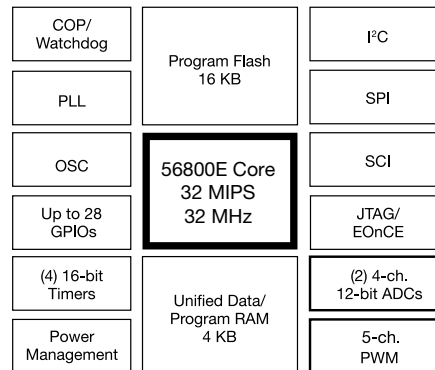 COP/
Watchdog
PLL
OSC
Up to 28
GPIOs
(4) 16-bit
Timers
Power
Management
Program Flash
16 KB
56800E Core
32 MIPS
32 MHz
Unified Data/
Program RAM
4 KB
I²C
SPI
SCI
JTAG/
EOnCE
(2) 4-ch.
12-bit ADCs
5-ch.
PWM